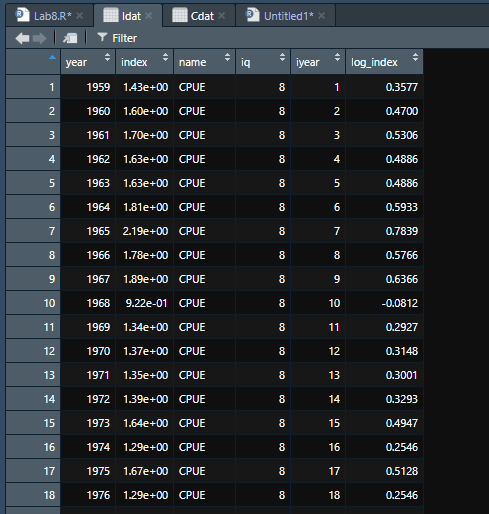 Lab8.R* Idat Cdat Untitled1*
Filter
year index name iq iyear log_index
1 1959 1.43e+00 CPUE 8 1 0.3577
2 1960 1.60e+00 CPUE 8 2 0.4700
3 1961 1.70e+00 CPUE 8 3 0.5306
4 1962 1.63e+00 CPUE 8 4 0.4886
5 1963 1.63e+00 CPUE 8 5 0.4886
6 1964 1.81e+00 CPUE 8 6 0.5933
7 1965 2.19e+00 CPUE 8 7 0.7839
8 1966 1.78e+00 CPUE 8 8 0.5766
9 1967 1.89e+00 CPUE 8 9 0.6366
10 1968 9.22e-01 CPUE 8 10 -0.0812
11 1969 1.34e+00 CPUE 8 11 0.2927
12 1970 1.37e+00 CPUE 8 12 0.3148
13 1971 1.35e+00 CPUE 8 13 0.3001
14 1972 1.39e+00 CPUE 8 14 0.3293
15 1973 1.64e+00 CPUE 8 15 0.4947
16 1974 1.29e+00 CPUE 8 16 0.2546
17 1975 1.67e+00 CPUE 8 17 0.5128
18 1976 1.29e+00 CPUE 8 18 0.2546